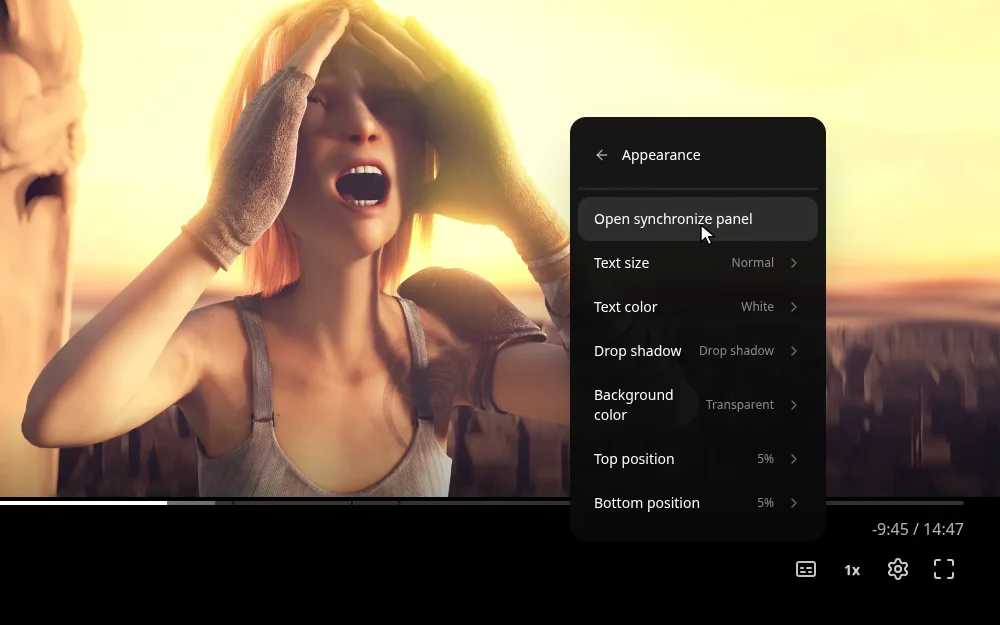 Appearance
Open synchronize panel
Text size Normal
Text color White
Drop shadow Drop shadow
Background
color
Transparent
Top position 5%
Bottom position 5%
-9:45 / 14:47
1x